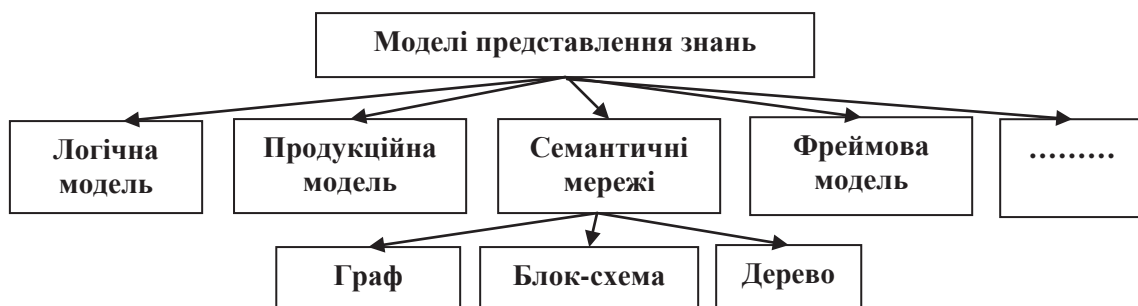 Моделі представлення знань
Логічна
модель
Продукційна
модель
Семантичні
мережі
Фреймова
модель
.........
Граф
Блок-схема
Дерево